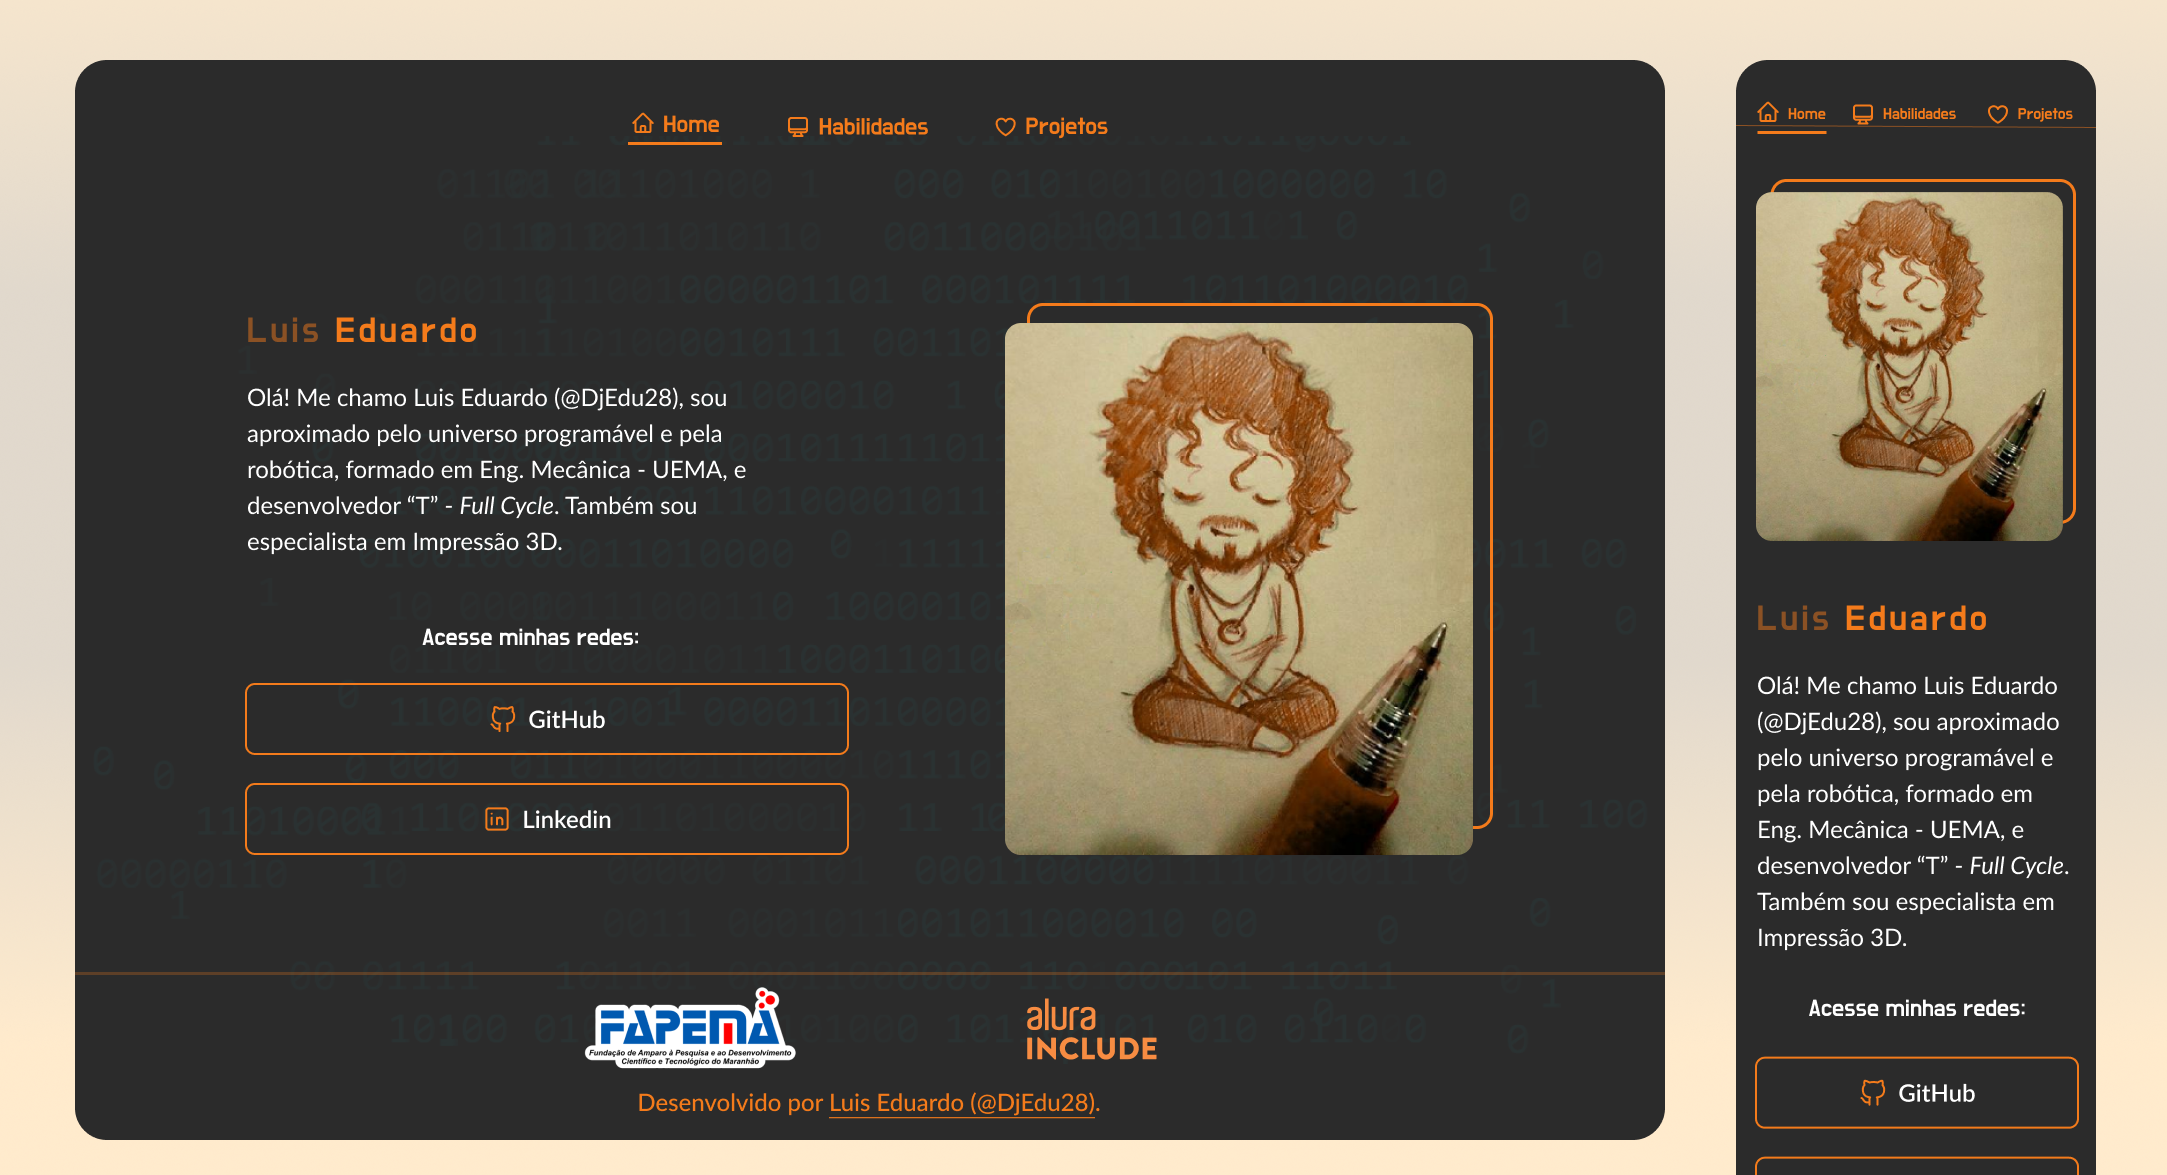 Home
Habilidades
Projetos
Luis Eduardo
Olá! Me chamo Luis Eduardo (@DjEdu28), sou
aproximado pelo universo programável e pela
robótica, formado em Eng. Mecânica - UEMA, e
desenvolvedor “T” - Full Cycle. Também sou
especialista em Impressão 3D.
Acesse minhas redes:
GitHub
Linkedin
FAPEMA
Fundação de Amparo à Pesquisa e ao Desenvolvimento
Científico e Tecnológico do Maranhão
alura
INCLUDE
Desenvolvido por Luis Eduardo (@DjEdu28).
Home
Habilidades
Projetos
Luis Eduardo
Olá! Me chamo Luis Eduardo
(@DjEdu28), sou aproximado
pelo universo programável e
pela robótica, formado em
Eng. Mecânica - UEMA, e
desenvolvedor “T” - Full Cycle.
Também sou especialista em
Impressão 3D.
Acesse minhas redes:
GitHub